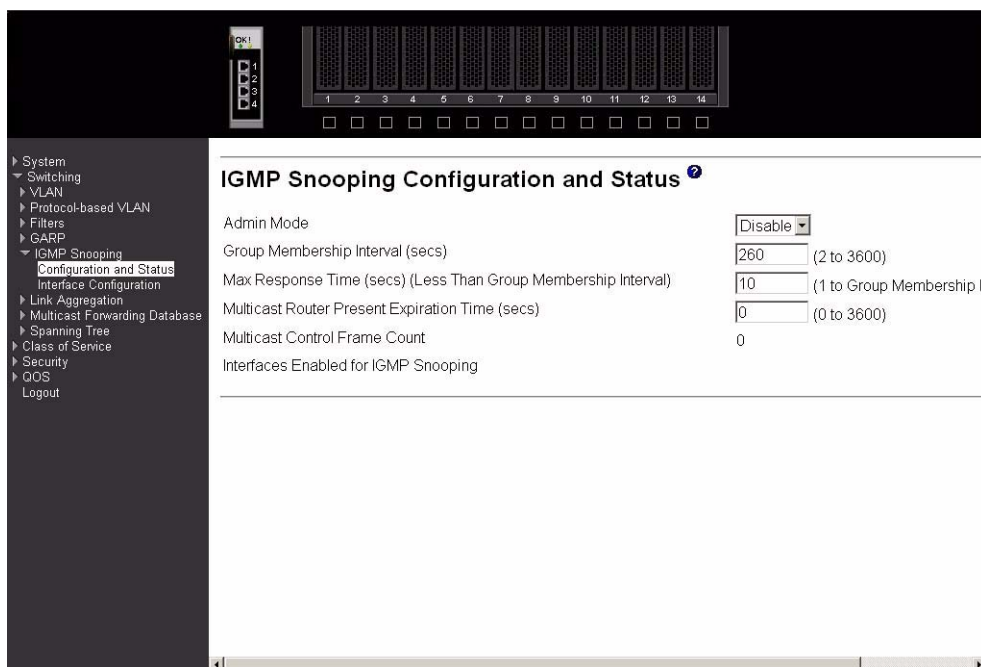 OK!
1
2
3
4
1 2 3 4 5 6 7 8 9 10 11 12 13 14
System
Switching
VLAN
Protocol-based VLAN
Filters
GARP
IGMP Snooping
Configuration and Status
Interface Configuration
Link Aggregation
Multicast Forwarding Database
Spanning Tree
Class of Service
Security
QOS
Logout
IGMP Snooping Configuration and Status ?
Admin Mode Disable
Group Membership Interval (secs) 260 (2 to 3600)
Max Response Time (secs) (Less Than Group Membership Interval) 10 (1 to Group Membership
Multicast Router Present Expiration Time (secs) 0 (0 to 3600)
Multicast Control Frame Count 0
Interfaces Enabled for IGMP Snooping